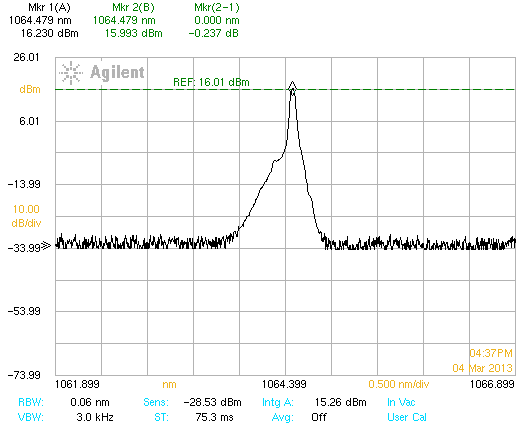 Mkr 1(A) Mkr 2(B) Mkr(2-1)
1064.479 nm 1064.479 nm 0.000 nm
16.230 dBm 15.993 dBm -0.237 dB
26.01
Agilent
dBm
REF: 16.01 dBm
6.01
-13.99
10.00
dB/div
-33.99
-53.99
04:37PM
04 Mar 2013
-73.99
1061.899 nm 1064.399 0.500 nm/div 1066.899
RBW: 0.06 nm Sens: -28.53 dBm Intg A: 15.26 dBm In Vac
VBW: 3.0 kHz ST: 75.3 ms Avg: Off User Cal